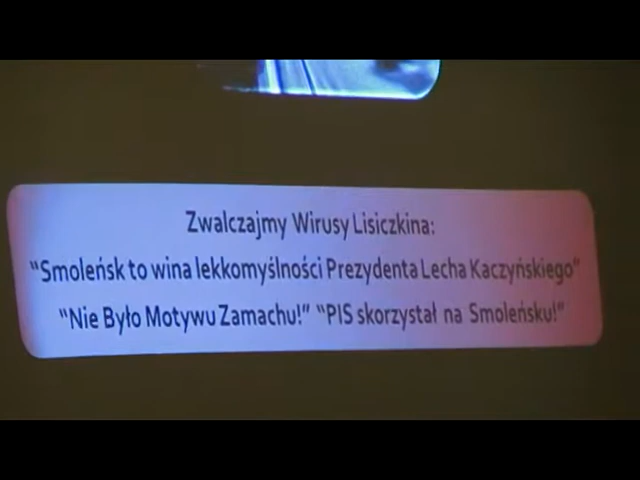 Zwalczajmy Wirusy Lisiczkina:
“Smoleńsk to wina lekkomyślności Prezydenta Lecha Kaczyńskiego”
“Nie Było Motywu Zamachu!” “PIS skorzystał na Smoleńsku!”